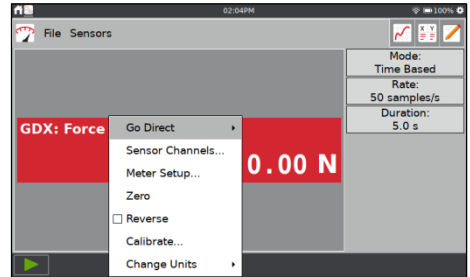 02:04PM 100%
File Sensors
X Y
Mode:
Time Based
Rate:
50 samples/s
Duration:
5.0 s
GDX: Force
0.00 N
Go Direct
Sensor Channels...
Meter Setup...
Zero
Reverse
Calibrate...
Change Units